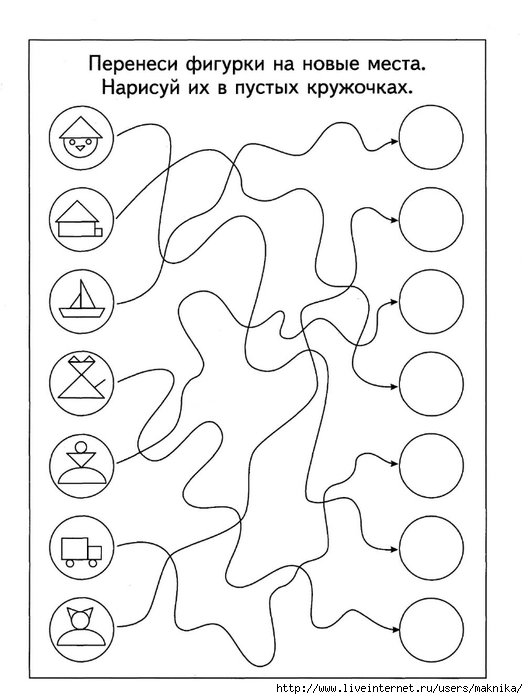 Перенеси фигурки на новые места.
Нарисуй их в пустых кружочках.
http://www.liveinternet.ru/users/maknika/